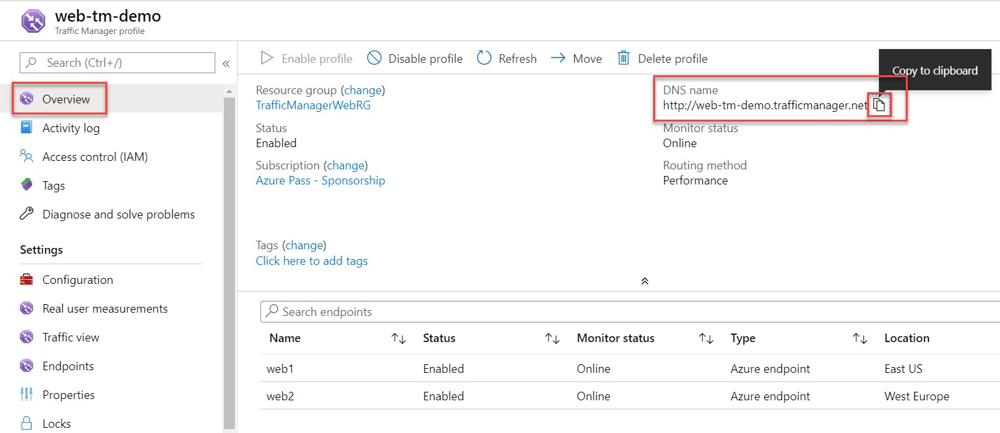 web-tm-demo
Traffic Manager profile
Search (Ctrl+/)
«
Overview
Activity log
Access control (IAM)
Tags
Diagnose and solve problems
Settings
Configuration
Real user measurements
Traffic view
Endpoints
Properties
Locks
Enable profile Disable profile Refresh Move Delete profile
Copy to clipboard
Resource group (change)
TrafficManagerWebRG
Status
Enabled
Subscription (change)
Azure Pass - Sponsorship
DNS name
http://web-tm-demo.trafficmanager.net
Monitor status
Online
Routing method
Performance
Tags (change)
Click here to add tags
Search endpoints
Name Status Monitor status Type Location
web1 Enabled Online Azure endpoint East US
web2 Enabled Online Azure endpoint West Europe